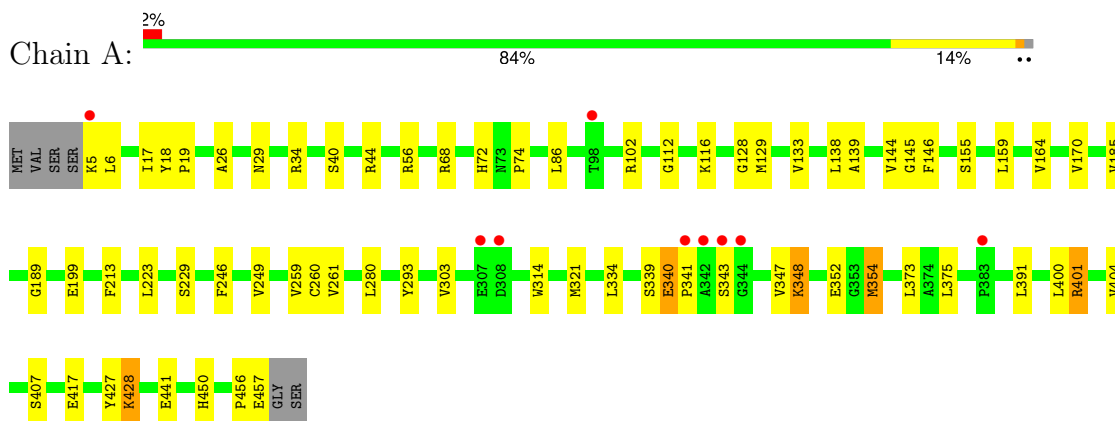 2%
Chain A:
84% 14% ••
MET VAL SER SER K5 L6 I17 Y18 P19 A26 N29 R34 S40 R44 R56 R68 H72 N73 P74 L86 T98 R102 G112 K116 G128 M129 V133 L138 A139 V144 G145 F146 S155 L159 V164 V170
G189 E199 F213 L223 S229 F246 V249 V259 C260 V261 L280 Y293 V303 E307 D308 W314 M321 L334 S339 E340 P341 A342 S343 G344 V347 K348 E352 G353 M354 L373 A374 L375 P383 L391 L400 R401
S407 E417 Y427 K428 E441 H450 P456 E457 GLY SER